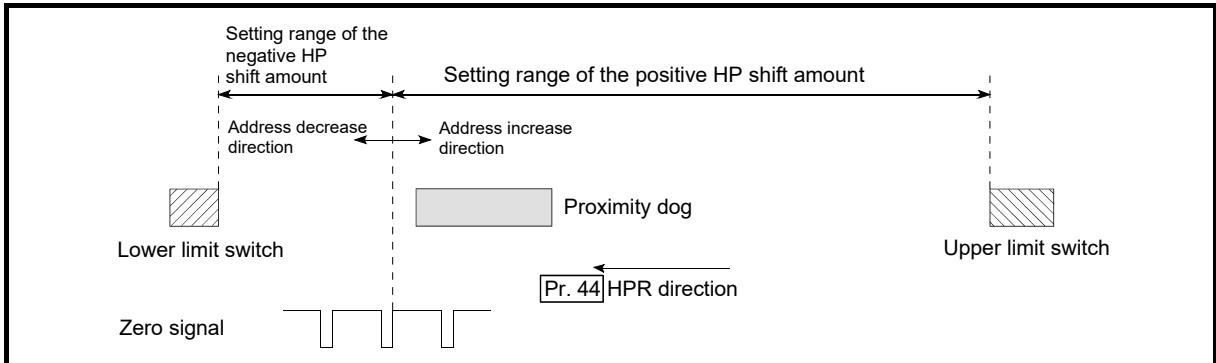 Setting range of the
negative HP
shift amount
Setting range of the positive HP shift amount
Address decrease
direction
Address increase
direction
Proximity dog
Lower limit switch
Upper limit switch
Pr. 44 HPR direction
Zero signal